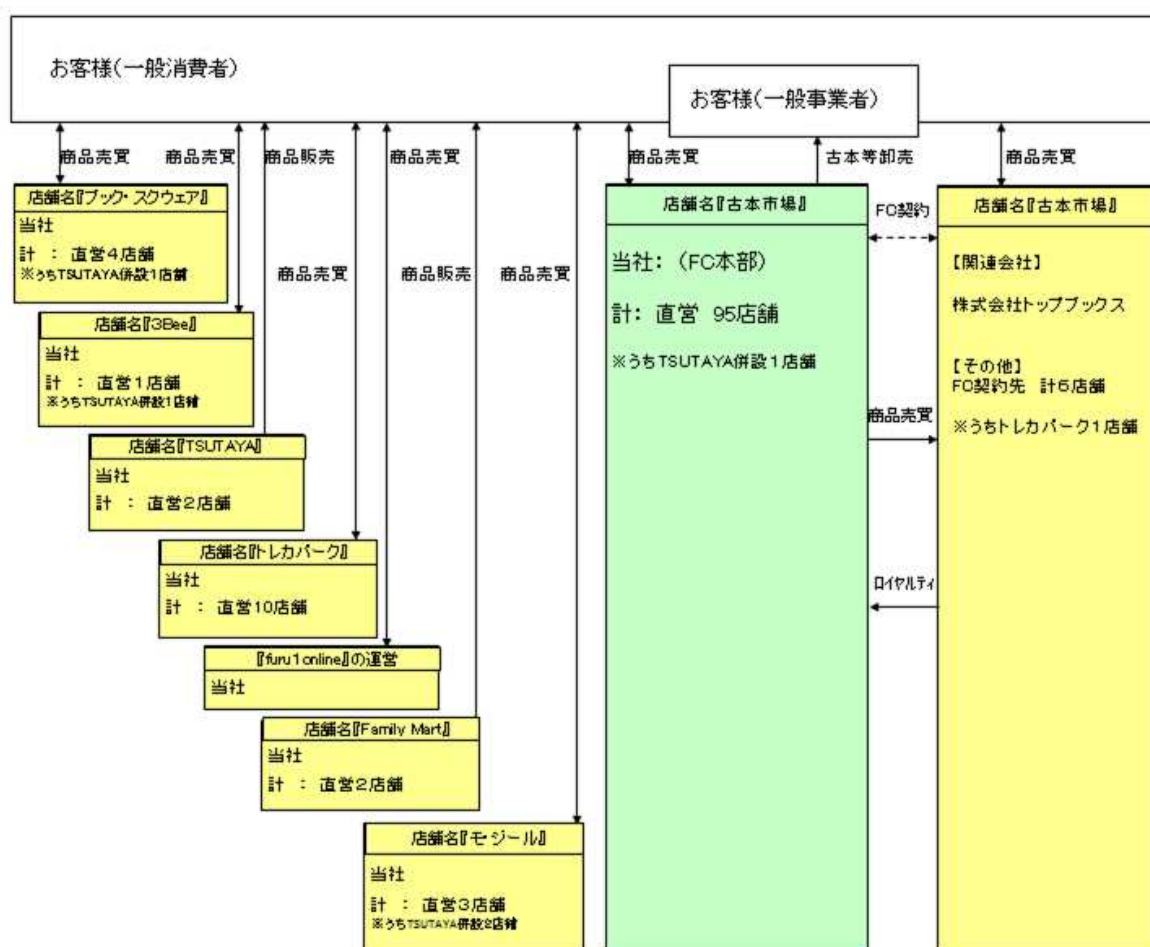 お客様(一般消費者)
お客様(一般事業者)
商品売買
商品売買
商品販売
商品売買
商品売買
古本等卸売
商品売買
店舗名『ブック・スクウェア』
当社
計 : 直営4店舗
※うちTSUTAYA併設1店舗
商品売買
商品販売
商品売買
店舗名『3Bee』
当社
計 : 直営1店舗
※うちTSUTAYA併設1店舗
店舗名『TSUTAYA』
当社
計 : 直営2店舗
店舗名『トレカパーク』
当社
計 : 直営10店舗
『furu1online』の運営
当社
店舗名『Family Mart』
当社
計 : 直営2店舗
店舗名『モ・ジール』
当社
計 : 直営3店舗
※うちTSUTAYA併設2店舗
店舗名『古本市場』
当社: (FC本部)
計: 直営 95店舗
※うちTSUTAYA併設1店舗
FC契約
商品売買
ロイヤルティ
店舗名『古本市場』
【関連会社】
株式会社トップブックス
【その他】
FC契約先 計6店舗
※うちトレカパーク1店舗